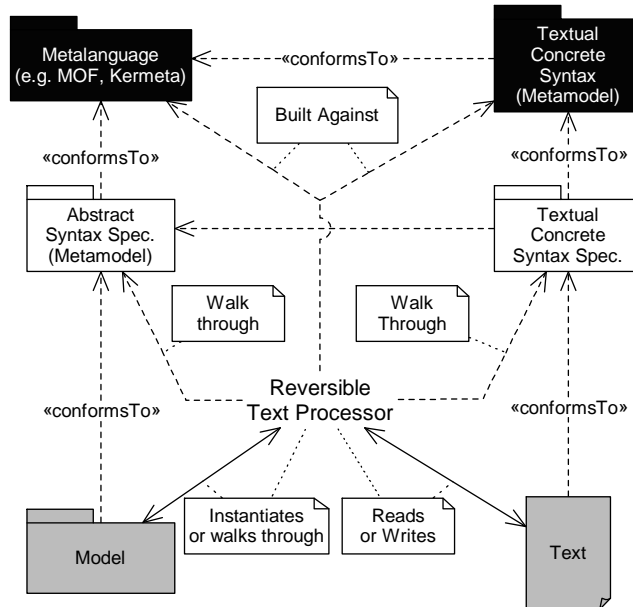 Metalanguage
(e.g. MOF, Kermeta)
«conformsTo»
Textual
Concrete
Syntax
(Metamodel)
Built Against
«conformsTo»
«conformsTo»
Abstract
Syntax Spec.
(Metamodel)
Textual
Concrete
Syntax Spec.
Walk
through
Walk
Through
Reversible
Text Processor
«conformsTo»
«conformsTo»
Instantiates
or walks through
Reads
or Writes
Model
Text